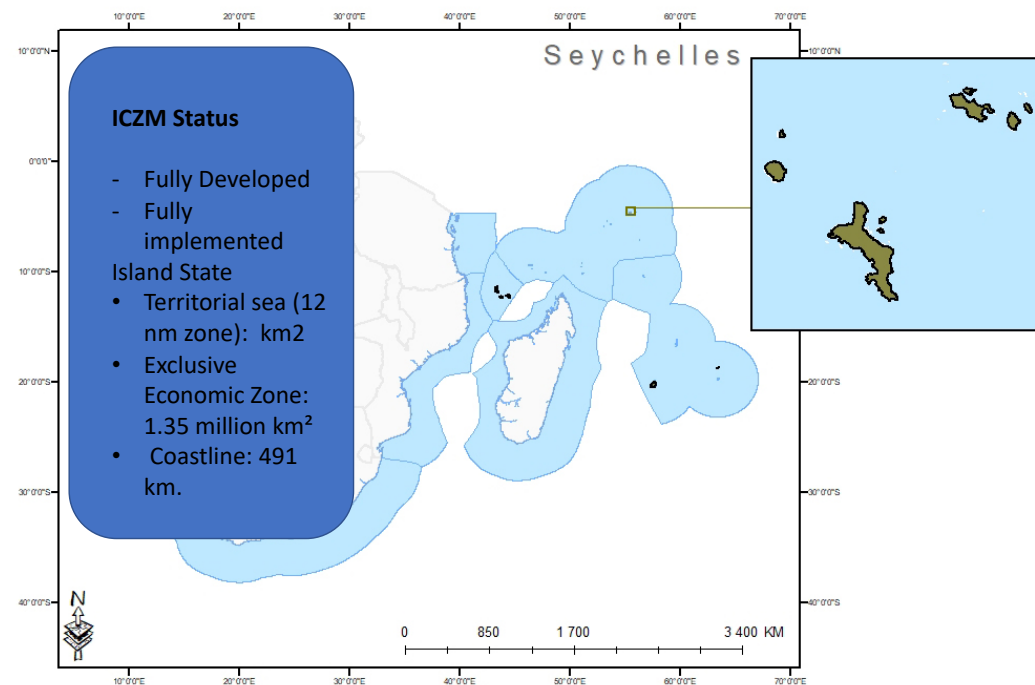 10°0'0"E 20°0'0"E 30°0'0"E 40°0'0"E 50°0'0"E 60°0'0"E 70°0'0"E
Seychelles
10°0'0"N 10°0'0"N
ICZM Status
- Fully Developed
- Fully
implemented
Island State
• Territorial sea (12
nm zone): km2
• Exclusive
Economic Zone:
1.35 million km²
• Coastline: 491
km.
0°0'0"
10°0'0"S 10°0'0"S
20°0'0"S 20°0'0"S
30°0'0"S 30°0'0"S
40°0'0"S 40°0'0"S
N
0 850 1 700 3 400 KM
10°0'0"E 20°0'0"E 30°0'0"E 40°0'0"E 50°0'0"E 60°0'0"E 70°0'0"E